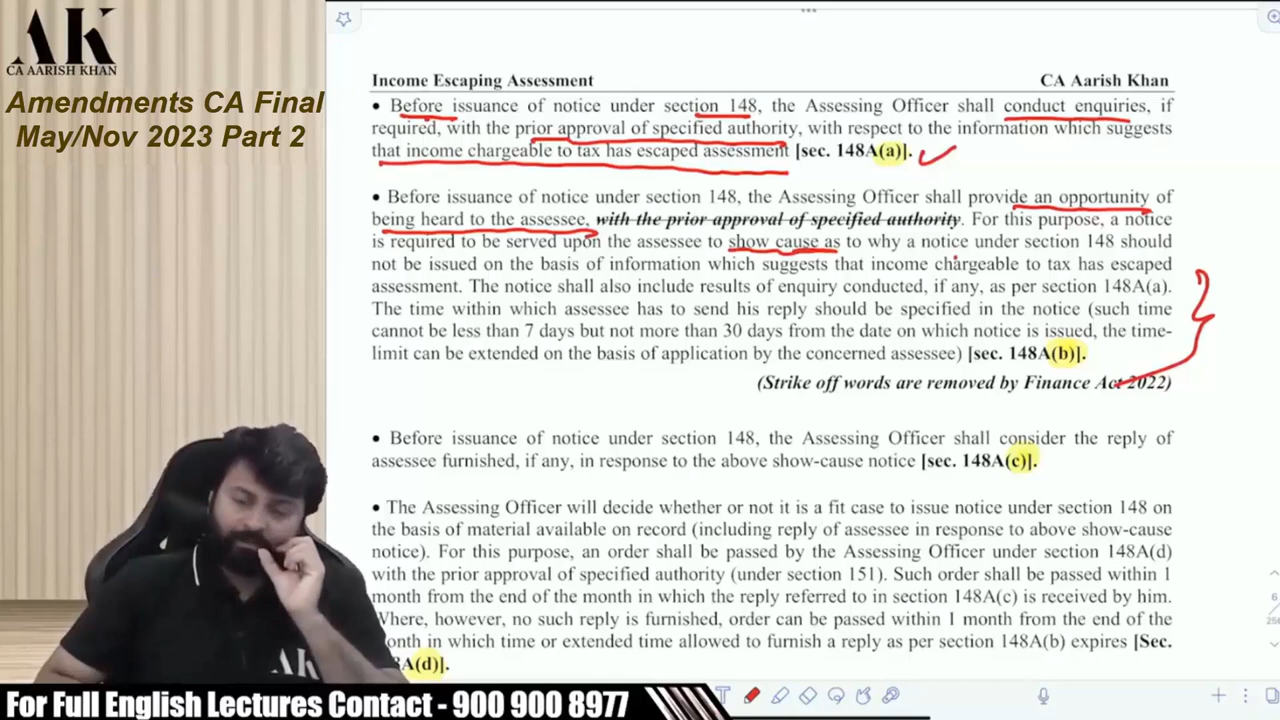 AK
CA AARISH KHAN
Amendments CA Final
May/Nov 2023 Part 2
Income Escaping Assessment CA Aarish Khan
• Before issuance of notice under section 148, the Assessing Officer shall conduct enquiries, if
required, with the prior approval of specified authority, with respect to the information which suggests
that income chargeable to tax has escaped assessment [sec. 148A(a)].
• Before issuance of notice under section 148, the Assessing Officer shall provide an opportunity of
being heard to the assessee, with the prior approval of specified authority. For this purpose, a notice
is required to be served upon the assessee to show cause as to why a notice under section 148 should
not be issued on the basis of information which suggests that income chargeable to tax has escaped
assessment. The notice shall also include results of enquiry conducted, if any, as per section 148A(a).
The time within which assessee has to send his reply should be specified in the notice (such time
cannot be less than 7 days but not more than 30 days from the date on which notice is issued, the time-
limit can be extended on the basis of application by the concerned assessee) [sec. 148A(b)].
(Strike off words are removed by Finance Act 2022)
• Before issuance of notice under section 148, the Assessing Officer shall consider the reply of
assessee furnished, if any, in response to the above show-cause notice [sec. 148A(c)].
• The Assessing Officer will decide whether or not it is a fit case to issue notice under section 148 on
the basis of material available on record (including reply of assessee in response to above show-cause
notice). For this purpose, an order shall be passed by the Assessing Officer under section 148A(d)
with the prior approval of specified authority (under section 151). Such order shall be passed within 1
month from the end of the month in which the reply referred to in section 148A(c) is received by him.
Where, however, no such reply is furnished, order can be passed within 1 month from the end of the
month in which time or extended time allowed to furnish a reply as per section 148A(b) expires [Sec.
A(d)].
6
AK
For Full English Lectures Contact - 900 900 8977